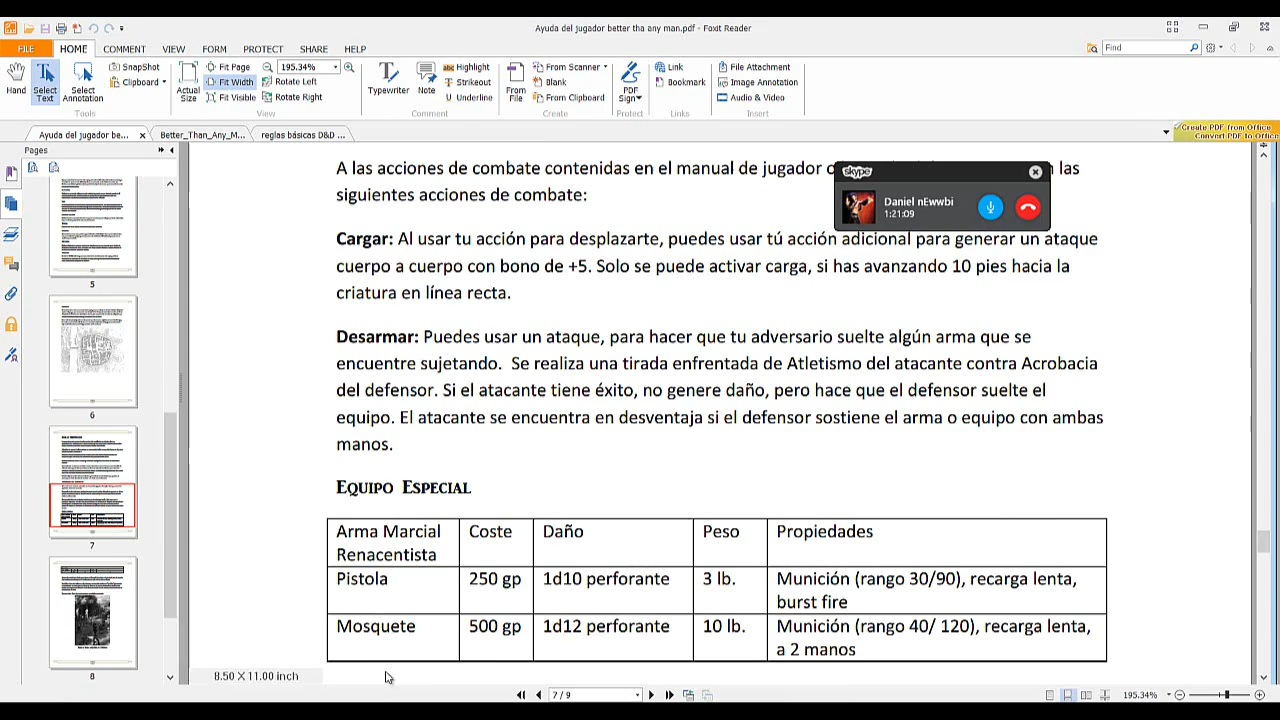 Ayuda del jugador better tha any man.pdf - Foxit Reader
FILE HOME COMMENT VIEW FORM PROTECT SHARE HELP Find
SnapShot Fit Page 195.34% Highlight From Scanner Link File Attachment
Clipboard Fit Width Rotate Left Strikeout Blank Bookmark Image Annotation
Hand Select Text Select Annotation Actual Size Fit Visible Rotate Right Typewriter Note Underline From File From Clipboard PDF Sign Audio & Video
Tools View Comment Create Protect Links Insert
Ayuda del jugador be... Better_Than_Any_M... reglas básicas D&D ... Create PDF from Office
Convert PDF to Office
Pages
5
6
7
8
A las acciones de combate contenidas en el manual de jugador las
siguientes acciones de combate:
skype
Daniel nEwwbi
1:21:09
Cargar: Al usar tu acción para desplazarte, puedes usar tú acción adicional para generar un ataque
cuerpo a cuerpo con bono de +5. Solo se puede activar carga, si has avanzando 10 pies hacia la
criatura en línea recta.
Desarmar: Puedes usar un ataque, para hacer que tu adversario suelte algún arma que se
encuentre sujetando. Se realiza una tirada enfrentada de Atletismo del atacante contra Acrobacia
del defensor. Si el atacante tiene éxito, no genere daño, pero hace que el defensor suelte el
equipo. El atacante se encuentra en desventaja si el defensor sostiene el arma o equipo con ambas
manos.
EQUIPO ESPECIAL
Arma Marcial Renacentista Coste Daño Peso Propiedades
Pistola 250 gp 1d10 perforante 3 lb. Munición (rango 30/90), recarga lenta,
burst fire
Mosquete 500 gp 1d12 perforante 10 lb. Munición (rango 40/ 120), recarga lenta,
a 2 manos
8.50 X 11.00 inch
7 / 9 195.34%